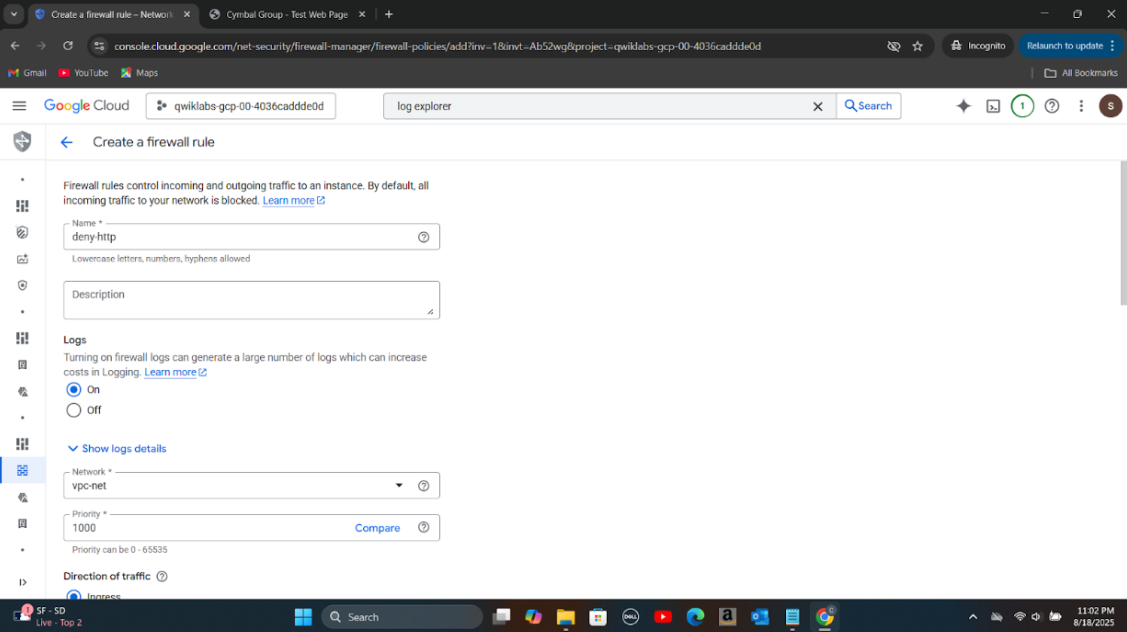 Create a firewall rule – Network
Cymbal Group - Test Web Page
console.cloud.google.com/net-security/firewall-manager/firewall-policies/add?inv=1&invt=Ab52wg&project=qwiklabs-gcp-00-4036caddde0d
Incognito
Relaunch to update
Gmail
YouTube
Maps
All Bookmarks
Google Cloud
qwiklabs-gcp-00-4036caddde0d
log explorer
Search
1
S
Create a firewall rule
Firewall rules control incoming and outgoing traffic to an instance. By default, all
incoming traffic to your network is blocked. Learn more
Name *
deny-http
Lowercase letters, numbers, hyphens allowed
Description
Logs
Turning on firewall logs can generate a large number of logs which can increase
costs in Logging. Learn more
On
Off
Show logs details
Network *
vpc-net
Priority *
1000
Compare
Priority can be 0 - 65535
Direction of traffic
Ingress
1
SF - SD
Live - Top 2
Search
DELL
11:02 PM
8/18/2025